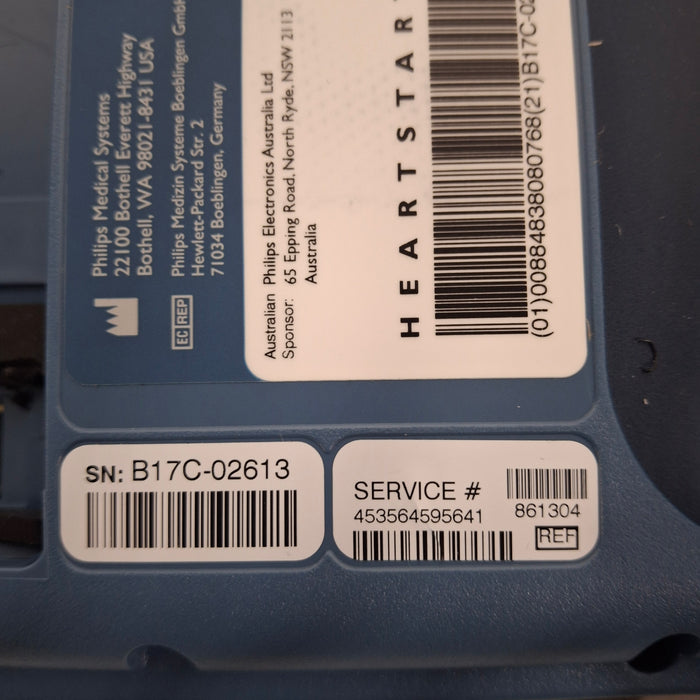 Philips Medical Systems
22100 Bothell Everett Highway
Bothell, WA 98021-8431 USA
EC REP
Philips Medizin Systeme Boeblingen GmbH
Hewlett-Packard Str. 2
71034 Boeblingen, Germany
Australian Philips Electronics Australia Ltd
Sponsor: 65 Epping Road, North Ryde, NSW 2113
Australia
HEARTSTAR
(01)00884838080768(21)B17C-02
SN: B17C-02613
SERVICE #
453564595641
861304
REF